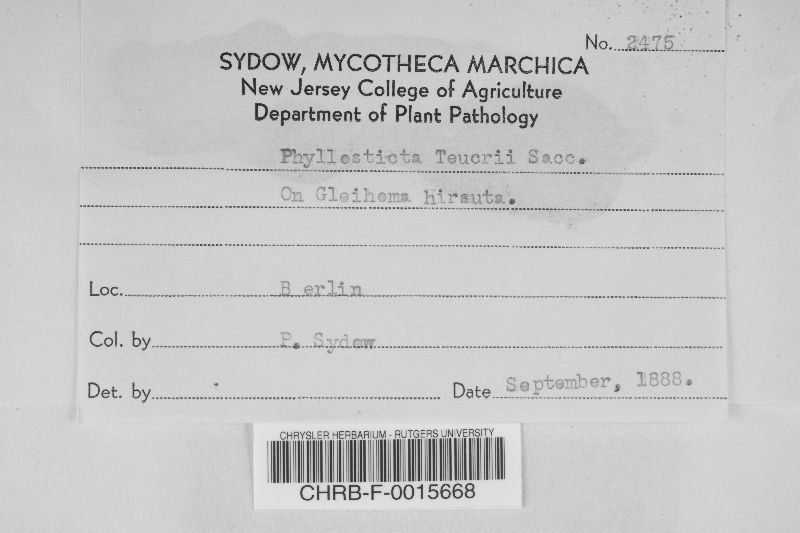 No. 2475
SYDOW, MYCOTHECA MARCHICA
New Jersey College of Agriculture
Department of Plant Pathology
Phyllosticta Teucrii Sacc.
On Gleihoma hirsuta.
Loc. B erlin
Col. by P. Sydow
Det. by
Date September, 1888.
CHRYSLER HERBARIUM - RUTGERS UNIVERSITY
CHRB-F-0015668